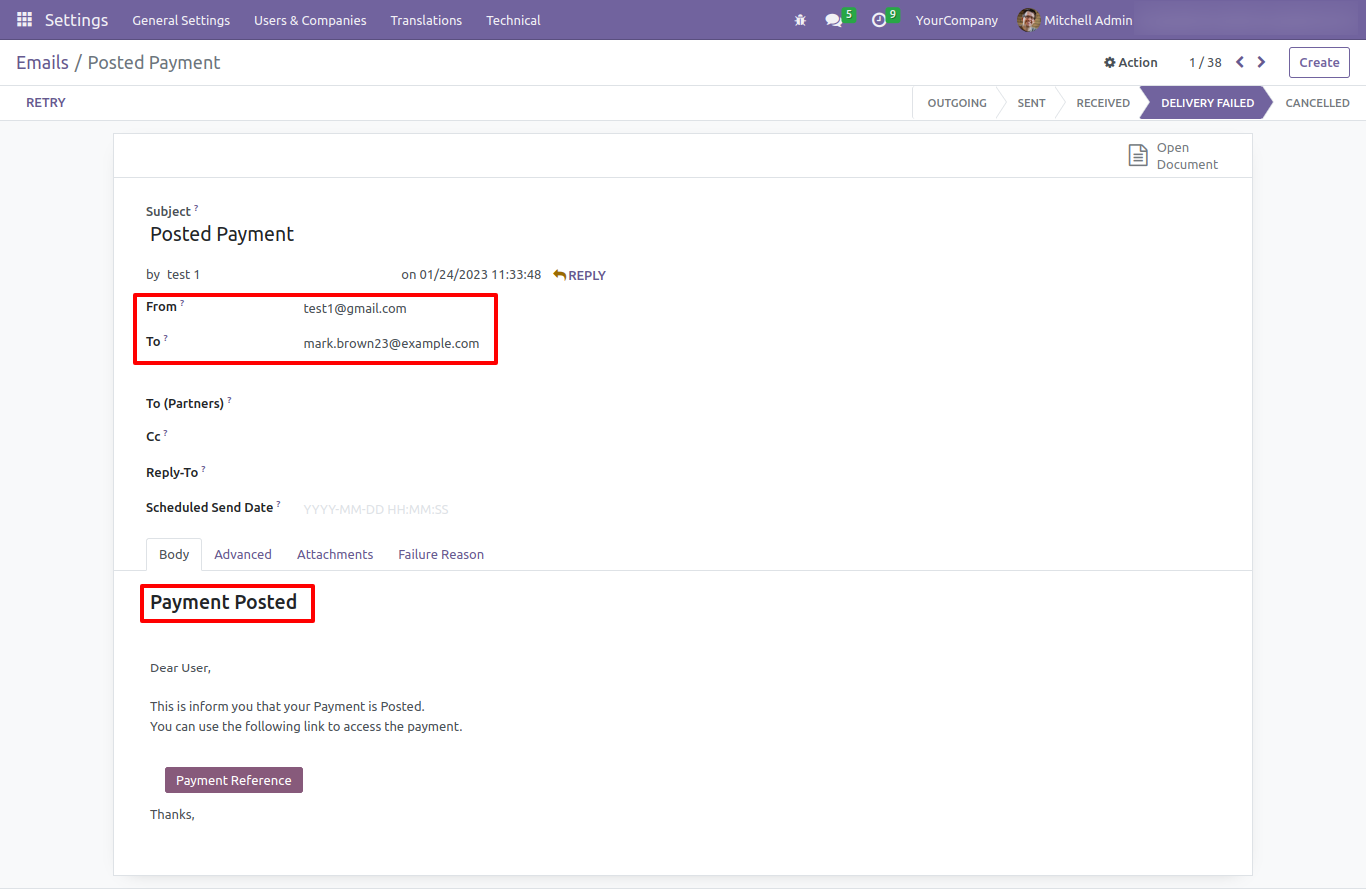 Settings General Settings Users & Companies Translations Technical 5 9 YourCompany Mitchell Admin
Emails / Posted Payment Action 1 / 38 Create
RETRY OUTGOING SENT RECEIVED DELIVERY FAILED CANCELLED
Open
Document
Subject ?
Posted Payment
by test 1 on 01/24/2023 11:33:48 REPLY
From ? test1@gmail.com
To ? mark.brown23@example.com
To (Partners) ?
Cc ?
Reply-To ?
Scheduled Send Date ? YYYY-MM-DD HH:MM:SS
Body Advanced Attachments Failure Reason
Payment Posted
Dear User,
This is inform you that your Payment is Posted.
You can use the following link to access the payment.
Payment Reference
Thanks,